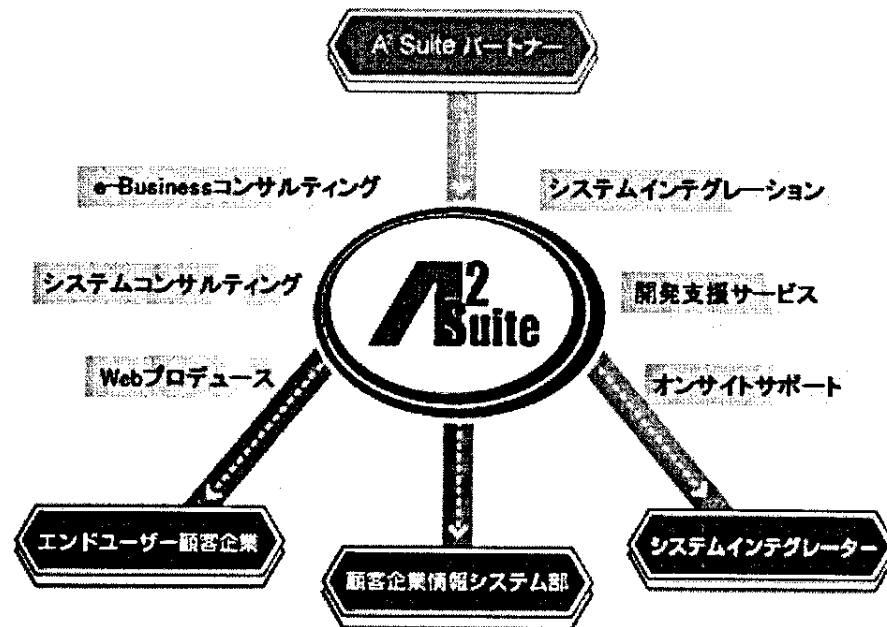 A² Suite パートナー
e-Businessコンサルティング
システムインテグレーション
システムコンサルティング
A2 Suite
開発支援サービス
Webプロデュース
オンサイトサポート
エンドユーザー顧客企業
顧客企業情報システム部
システムインテグレーター